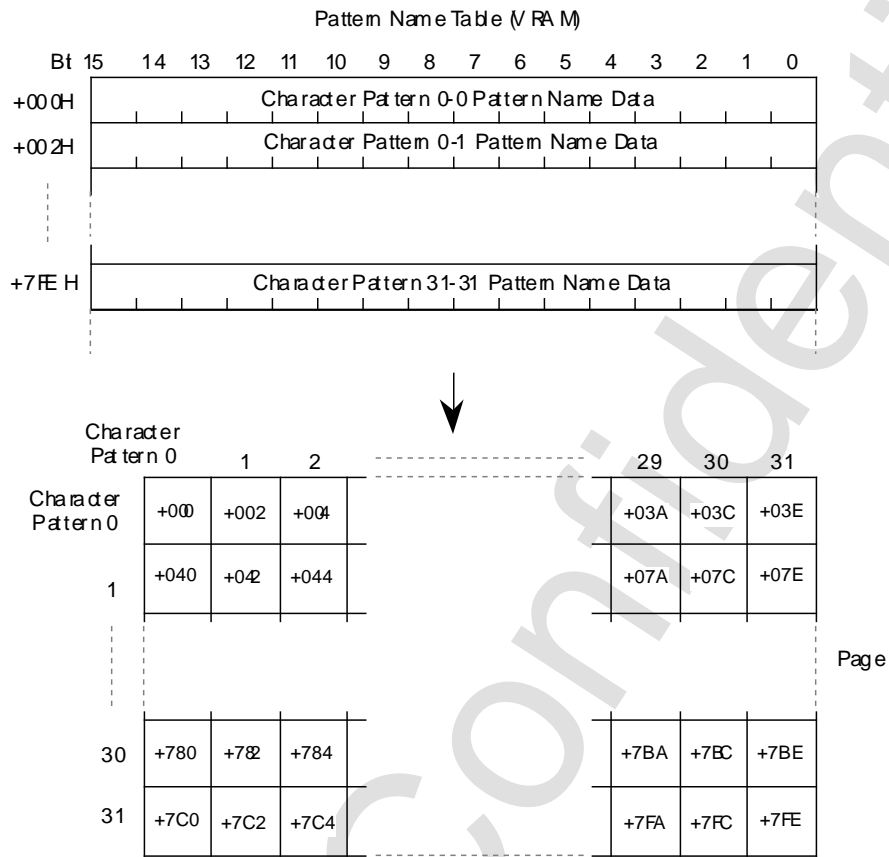 Pattern Name Table (VRAM)
Bit 15 14 13 12 11 10 9 8 7 6 5 4 3 2 1 0
+000H Character Pattern 0-0 Pattern Name Data
+002H Character Pattern 0-1 Pattern Name Data
+7FEH Character Pattern 31-31 Pattern Name Data
Character
Pattern 0 1 2 29 30 31
Character
Pattern 0 +000 +002 +004 +03A +03C +03E
1 +040 +042 +044 +07A +07C +07E
Page
30 +780 +782 +784 +7BA +7BC +7BE
31 +7C0 +7C2 +7C4 +7FA +7FC +7FE
Confidenti